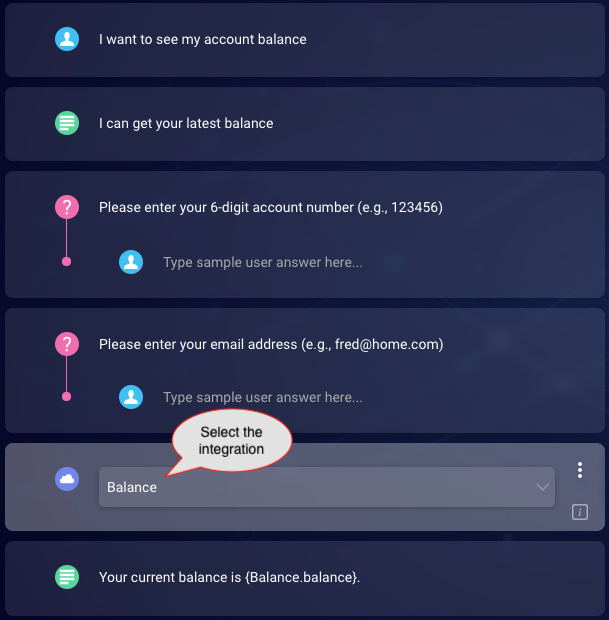 I want to see my account balance
I can get your latest balance
? Please enter your 6-digit account number (e.g., 123456)
Type sample user answer here...
? Please enter your email address (e.g., fred@home.com)
Type sample user answer here...
Select the
integration
Balance
i
Your current balance is {Balance.balance}.